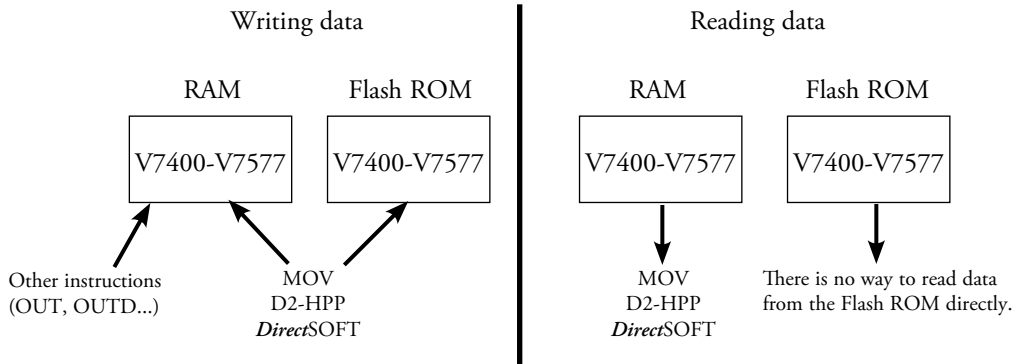 Writing data
RAM
Flash ROM
V7400-V7577
V7400-V7577
Other instructions
(OUT, OUTD...)
MOV
D2-HPP
DirectSOFT
Reading data
RAM
Flash ROM
V7400-V7577
V7400-V7577
MOV
D2-HPP
DirectSOFT
There is no way to read data
from the Flash ROM directly.